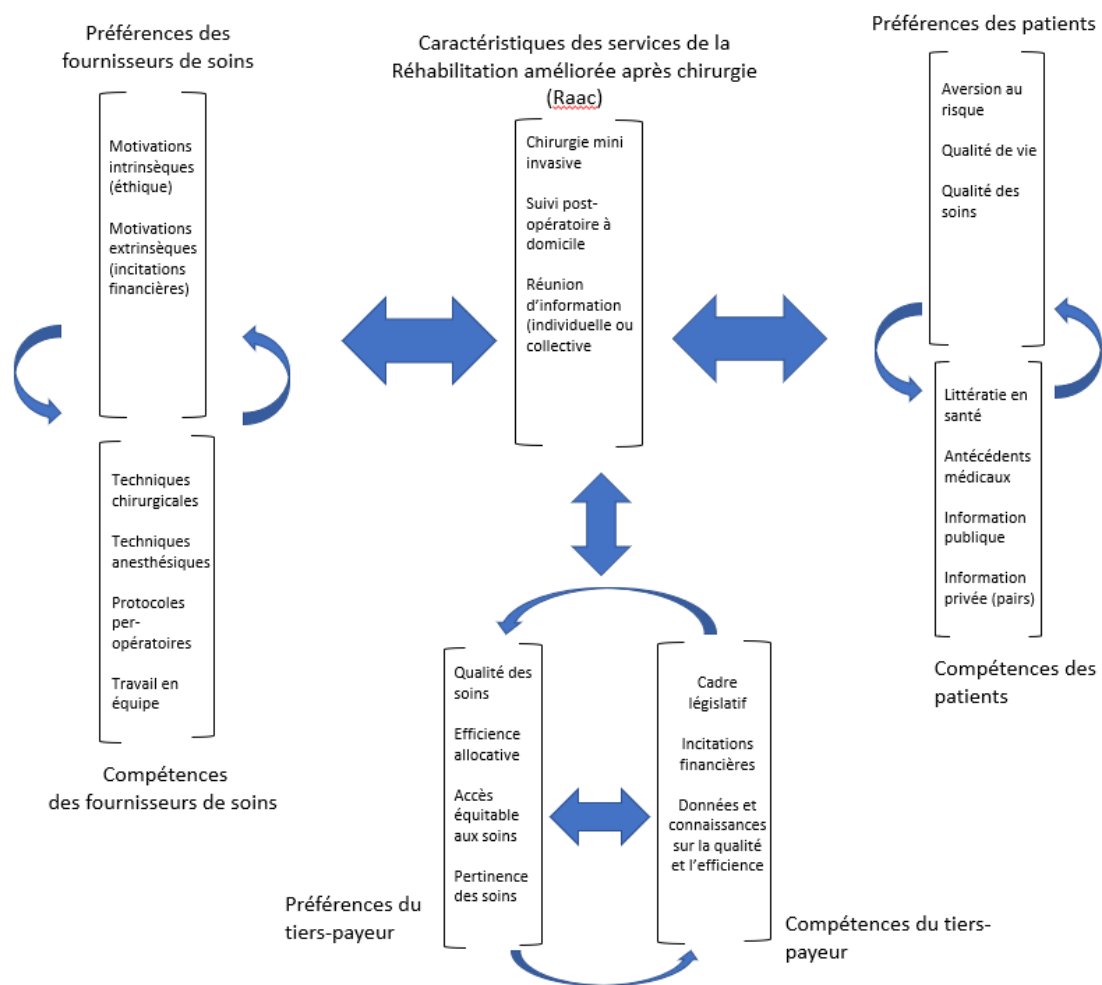 Préférences des
fournisseurs de soins
Motivations
intrinsèques
(éthique)
Motivations
extrinsèques
(incitations
financières)
Techniques
chirurgicales
Techniques
anesthésiques
Protocoles
per-
opératoires
Travail en
équipe
Compétences
des fournisseurs de soins
Caractéristiques des services de la
Réhabilitation améliorée après chirurgie
(Raac)
Chirurgie mini
invasive
Suivi post-
opératoire à
domicile
Réunion
d'information
(individuelle ou
collective
Préférences des patients
Aversion au
risque
Qualité de vie
Qualité des
soins
Littératie en
santé
Antécédents
médicaux
Information
publique
Information
privée (pairs)
Compétences des
patients
Qualité des
soins
Efficience
allocative
Accès
équitable
aux soins
Pertinence
des soins
Préférences du
tiers-payeur
Cadre
législatif
Incitations
financières
Données et
connaissances
sur la qualité
et l'efficience
Compétences du tiers-
payeur